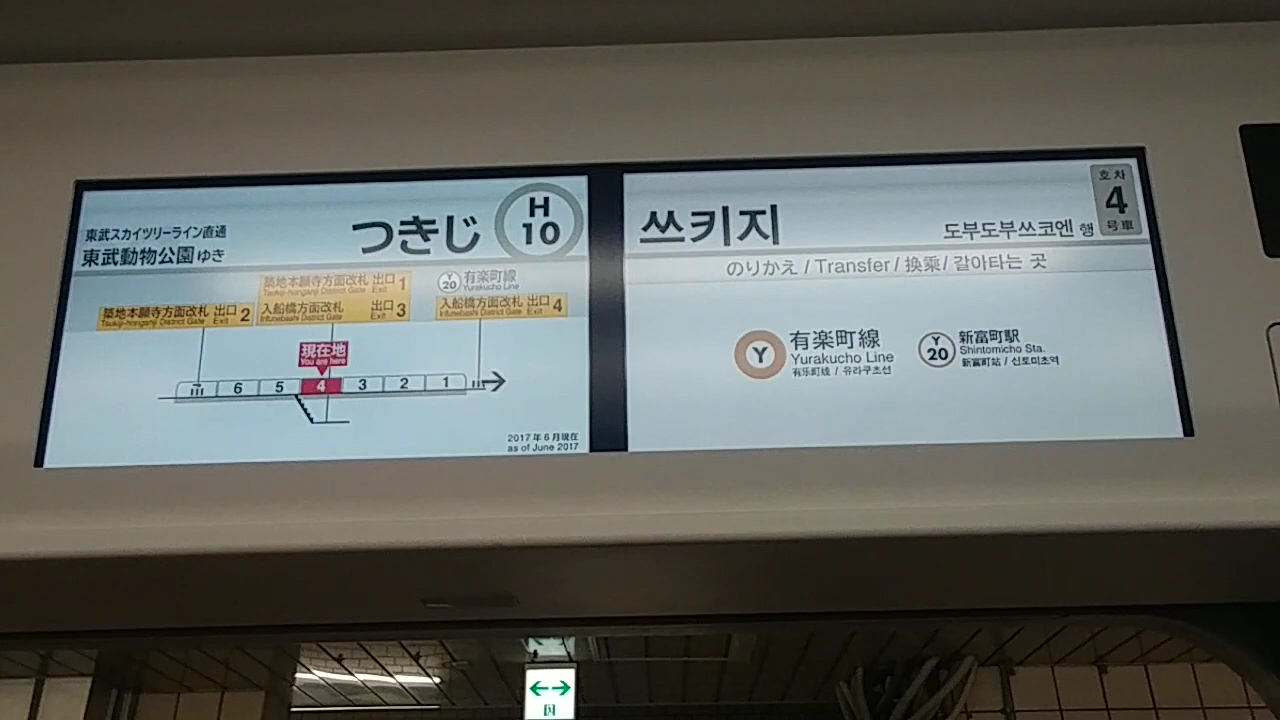 東武スカイツリーライン直通
東武動物公園ゆき
つきじ
H
10
築地本願寺方面改札 出口 1
Tsukiji-honganji District Gate Exit
築地本願寺方面改札 出口 2
Tsukiji-honganji District Gate Exit
入船橋方面改札 出口 3
Irifunebashi District Gate Exit
Y
20
有楽町線
Yurakucho Line
入船橋方面改札 出口 4
Irifunebashi District Gate Exit
現在地
You are here
6 5 4 3 2 1
2017年6月現在
as of June 2017
쓰키지
도부도부쓰코엔 행
호차
4
号車
のりかえ / Transfer / 換乘 / 갈아타는 곳
Y
有楽町線
Yurakucho Line
有乐町线 / 유라쿠초선
Y
20
新富町駅
Shintomicho Sta.
新富町站 / 신토미초역